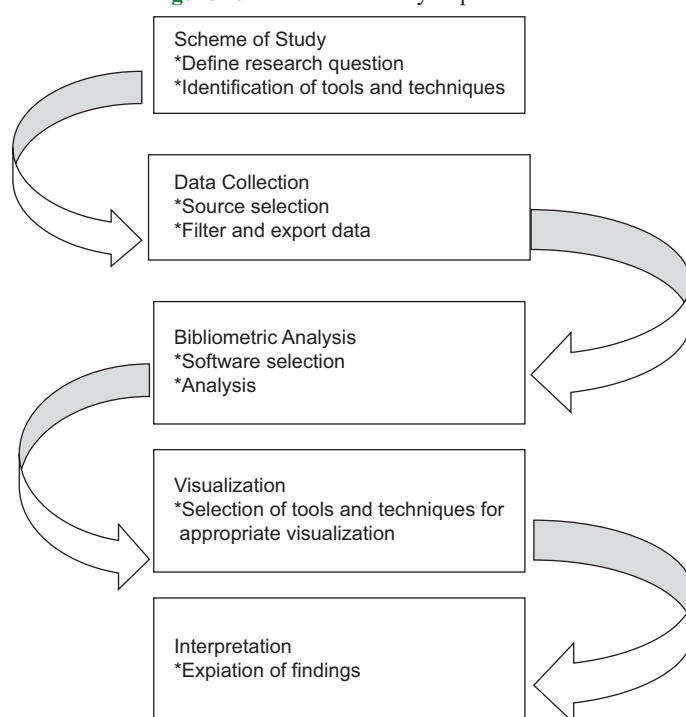 Scheme of Study
*Define research question
*Identification of tools and techniques
Data Collection
*Source selection
*Filter and export data
Bibliometric Analysis
*Software selection
*Analysis
Visualization
*Selection of tools and techniques for
appropriate visualization
Interpretation
*Expiation of findings